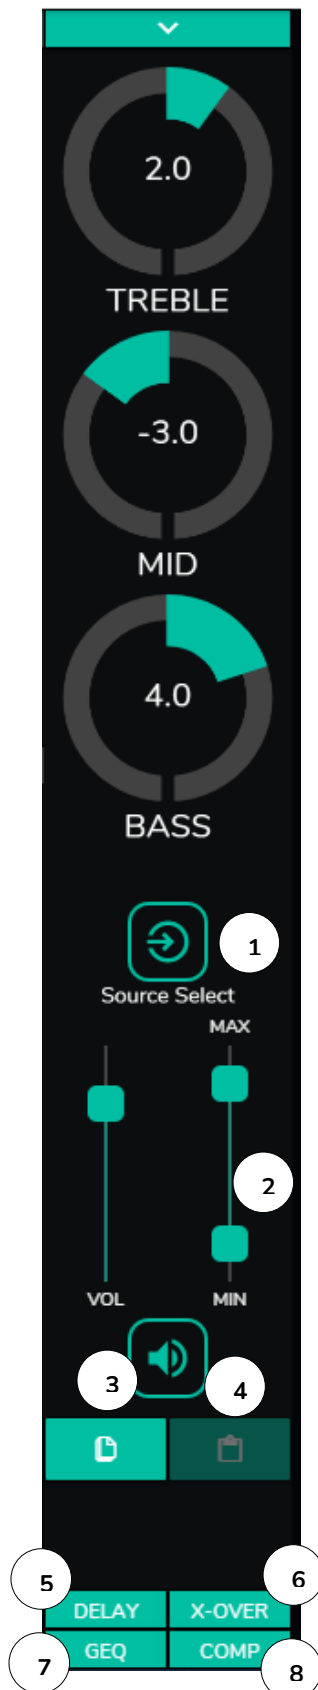 2.0
TREBLE
-3.0
MID
4.0
BASS
1
Source Select
MAX
2
VOL MIN
3 4
5 6
DELAY X-OVER
GEQ COMP
7 8